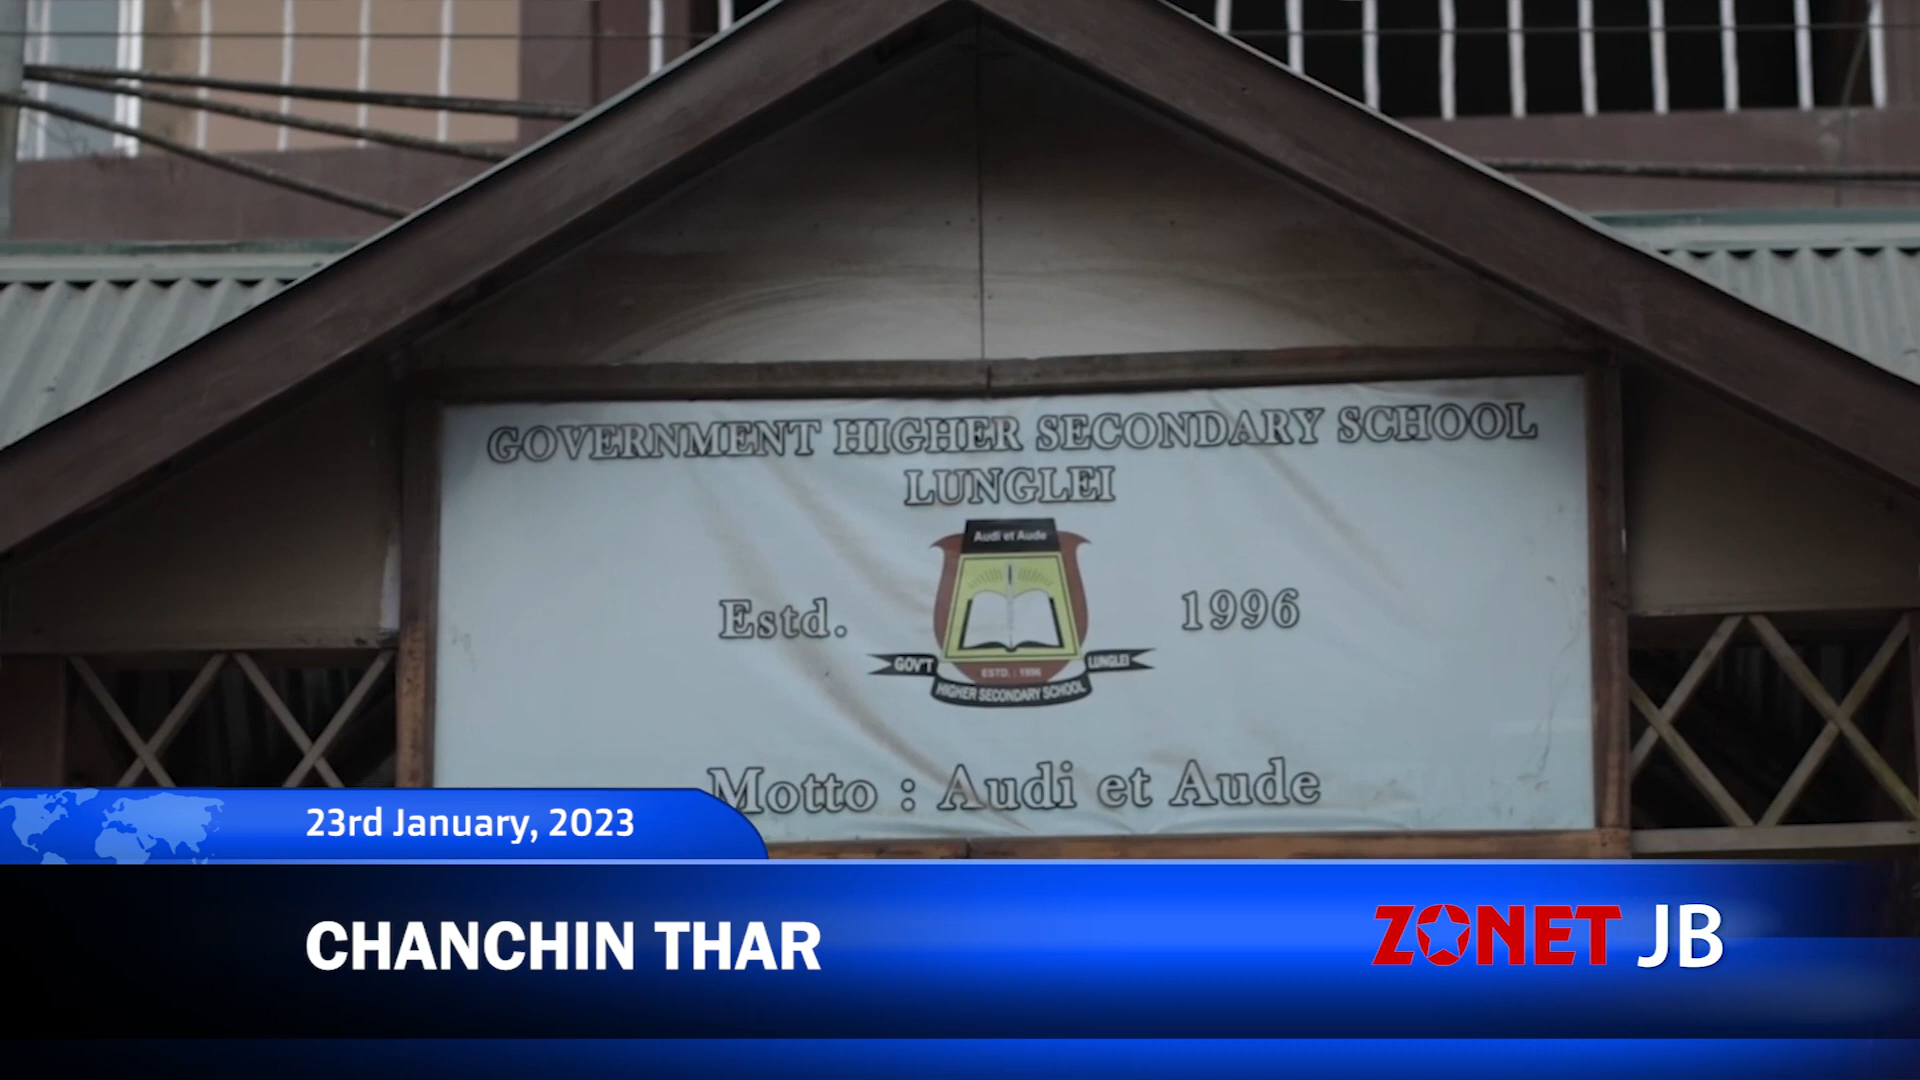 GOVERNMENT HIGHER SECONDARY SCHOOL
LUNGLEI
Audi et Aude
Estd. 1996
GOV'T LUNGLEI
ESTD. : 1996
HIGHER SECONDARY SCHOOL
Motto : Audi et Aude
23rd January, 2023
CHANCHIN THAR
ZONET JB